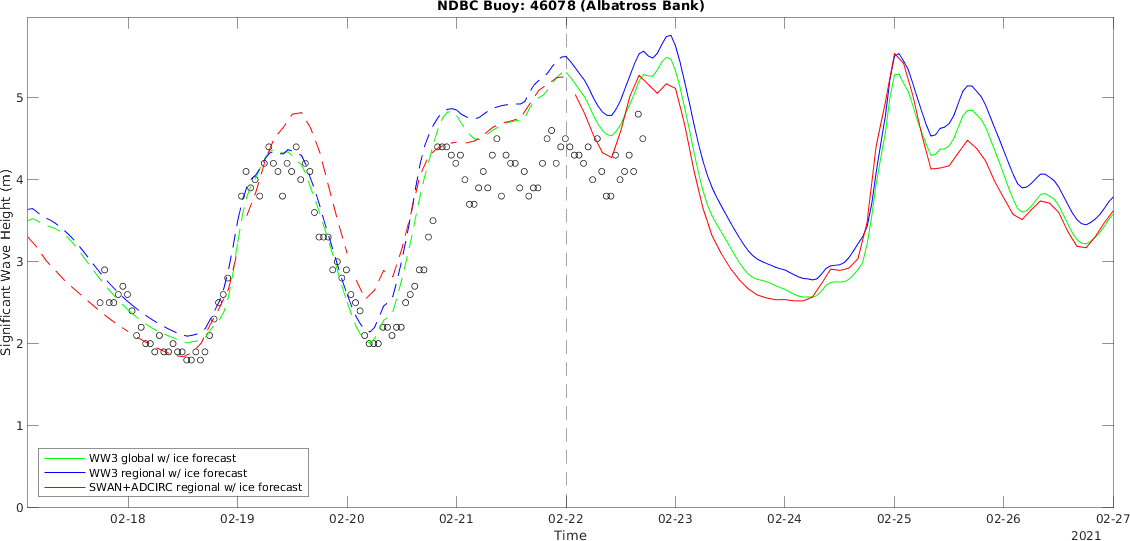 NDBC Buoy: 46078 (Albatross Bank)
Significant Wave Height (m)
5
4
3
2
1
0
WW3 global w/ ice forecast
WW3 regional w/ ice forecast
SWAN+ADCIRC regional w/ ice forecast
02-18 02-19 02-20 02-21 02-22 02-23 02-24 02-25 02-26 02-27
Time
2021